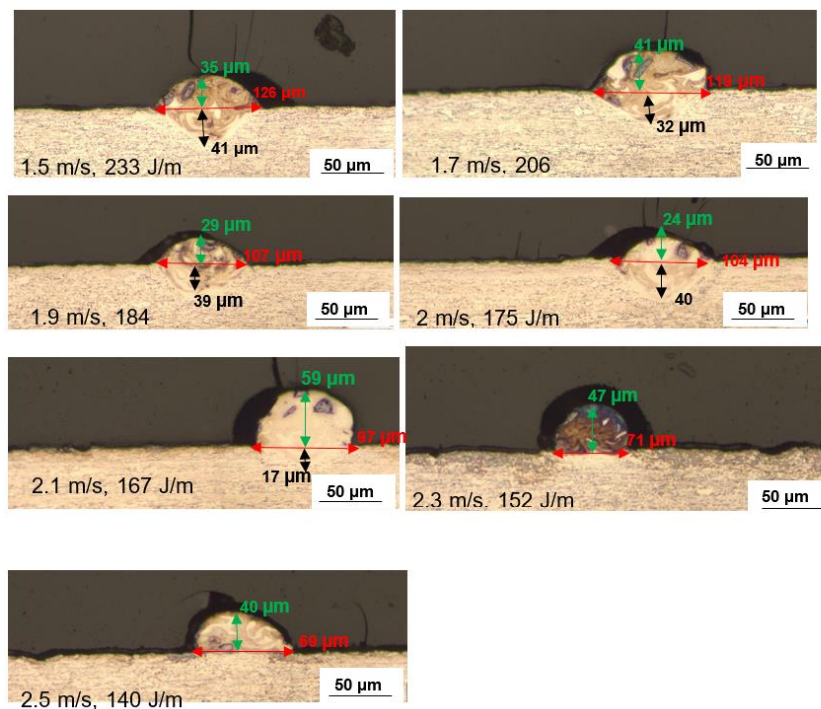 35 µm
126 µm
41 µm
1.5 m/s, 233 J/m
50 µm
41 µm
119 µm
32 µm
1.7 m/s, 206
50 µm
29 µm
107 µm
39 µm
1.9 m/s, 184
50 µm
24 µm
104 µm
40
2 m/s, 175 J/m
50 µm
59 µm
97 µm
17 µm
2.1 m/s, 167 J/m
50 µm
47 µm
71 µm
2.3 m/s, 152 J/m
50 µm
40 µm
69 µm
2.5 m/s, 140 J/m
50 µm